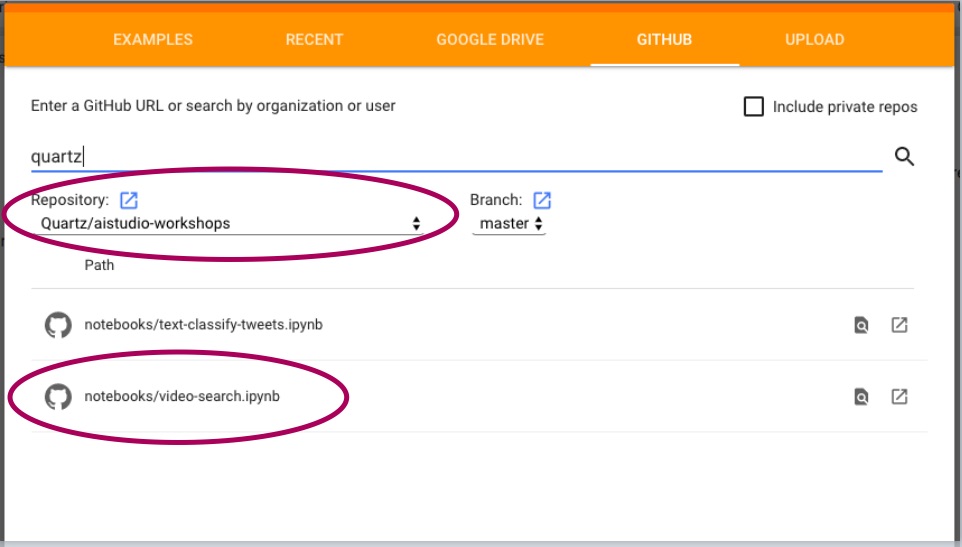 EXAMPLES RECENT GOOGLE DRIVE GITHUB UPLOAD
Enter a GitHub URL or search by organization or user Include private repos
quartz
Repository: Branch:
Quartz/aistudio-workshops master
Path
notebooks/text-classify-tweets.ipynb
notebooks/video-search.ipynb